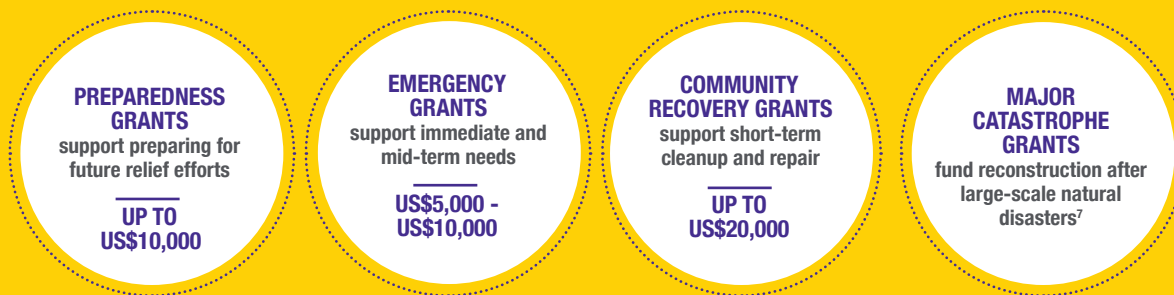 PREPAREDNESS
GRANTS
support preparing for
future relief efforts
UP TO
US$10,000
EMERGENCY
GRANTS
support immediate and
mid-term needs
US$5,000 -
US$10,000
COMMUNITY
RECOVERY GRANTS
support short-term
cleanup and repair
UP TO
US$20,000
MAJOR
CATASTROPHE
GRANTS
fund reconstruction after
large-scale natural
disasters⁷